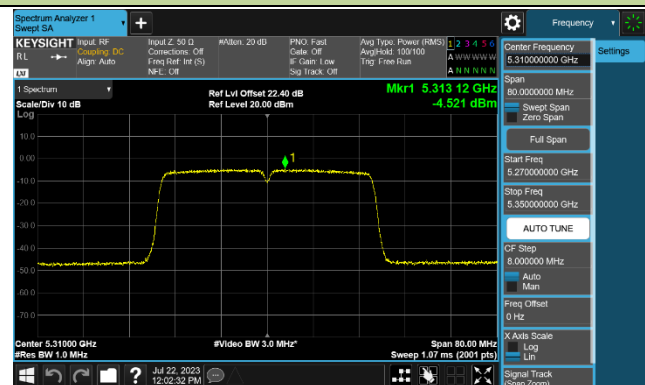 Spectrum Analyzer 1
Swept SA
Frequency
KEYSIGHT
Input: RF
Coupling: DC
Align: Auto
Input Z: 50 Ω
Corrections: Off
Freq Ref: Int (S)
NFE: Off
#Atten: 20 dB
PNO: Fast
Gate: Off
IF Gain: Low
Sig Track: Off
Avg Type: Power (RMS)
Avg|Hold: 100/100
Trig: Free Run
1 2 3 4 5 6
A W W W W W
A N N N N N
RL
LXI
1 Spectrum
Scale/Div 10 dB
Log
Ref Lvl Offset 22.40 dB
Ref Level 20.00 dBm
Mkr1 5.313 12 GHz
-4.521 dBm
10.0
0.00
-10.0
-20.0
-30.0
-40.0
-50.0
-60.0
-70.0
1
Center 5.31000 GHz
#Res BW 1.0 MHz
#Video BW 3.0 MHz*
Span 80.00 MHz
Sweep 1.07 ms (2001 pts)
Jul 22, 2023
12:02:32 PM
Center Frequency
5.310000000 GHz
Settings
Span
80.0000000 MHz
Swept Span
Zero Span
Full Span
Start Freq
5.270000000 GHz
Stop Freq
5.350000000 GHz
AUTO TUNE
CF Step
8.000000 MHz
Auto
Man
Freq Offset
0 Hz
X Axis Scale
Log
Lin
Signal Track
(Span Zoom)